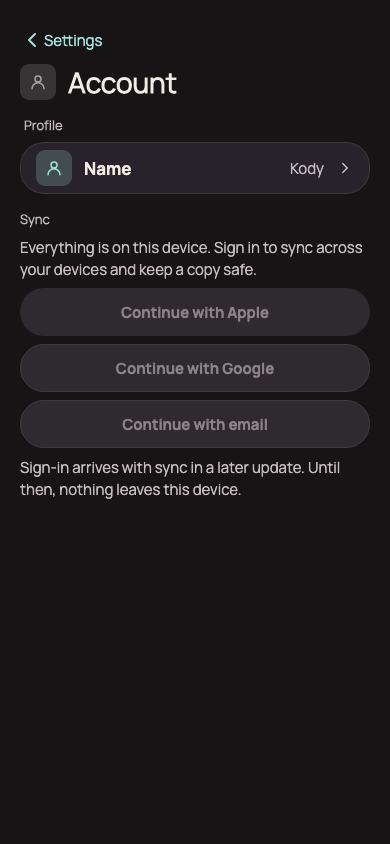 Settings
Account
Profile
Name Kody
Sync
Everything is on this device. Sign in to sync across
your devices and keep a copy safe.
Continue with Apple
Continue with Google
Continue with email
Sign-in arrives with sync in a later update. Until
then, nothing leaves this device.